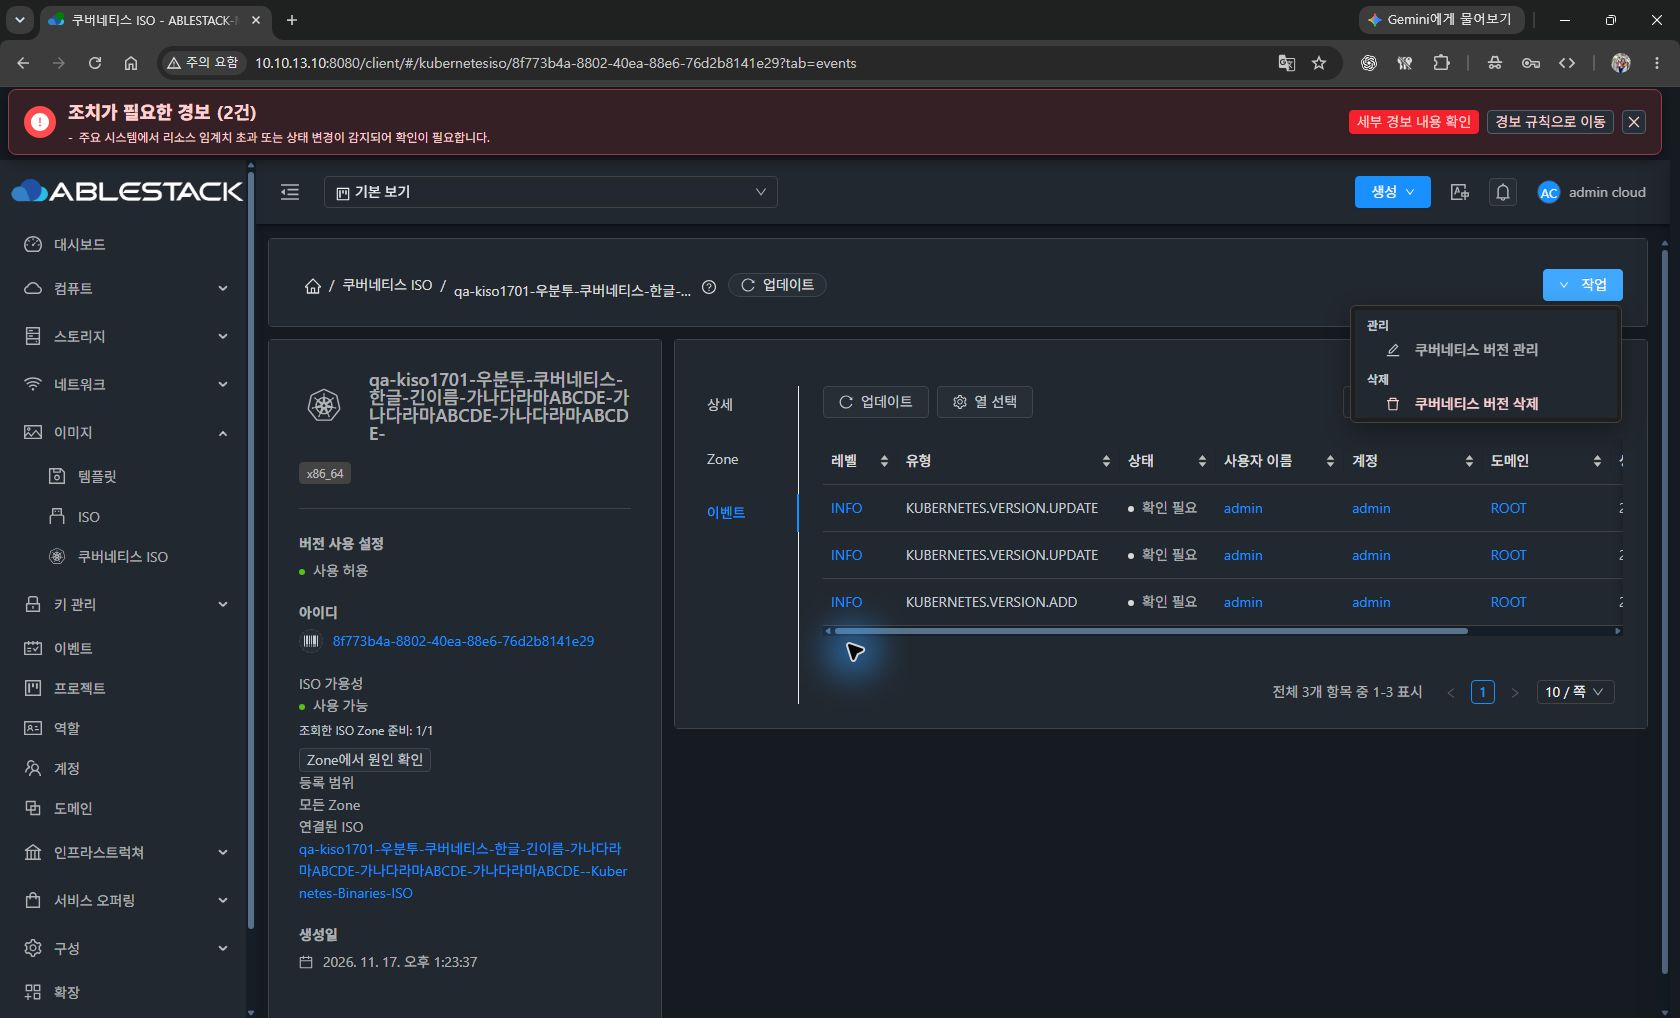 쿠버네티스 ISO - ABLESTACK-
Gemini에게 물어보기
주의 요함
10.10.13.10:8080/client/#/kubernetesiso/8f773b4a-8802-40ea-88e6-76d2b8141e29?tab=events
조치가 필요한 경보 (2건)
- 주요 시스템에서 리소스 임계치 초과 또는 상태 변경이 감지되어 확인이 필요합니다.
세부 경보 내용 확인
경보 규칙으로 이동
ABLESTACK
기본 보기
생성
AC
admin cloud
대시보드
컴퓨트
스토리지
네트워크
이미지
템플릿
ISO
쿠버네티스 ISO
키 관리
이벤트
프로젝트
역할
계정
도메인
인프라스트럭쳐
서비스 오퍼링
구성
확장
/ 쿠버네티스 ISO / qa-kiso1701-우분투-쿠버네티스-한글-...
업데이트
작업
관리
쿠버네티스 버전 관리
삭제
쿠버네티스 버전 삭제
qa-kiso1701-우분투-쿠버네티스-
한글-긴이름-가나다라마ABCDE-가
나다라마ABCDE-가나다라마ABCD
E-
x86_64
버전 사용 설정
사용 허용
아이디
8f773b4a-8802-40ea-88e6-76d2b8141e29
ISO 가용성
사용 가능
조회한 ISO Zone 준비: 1/1
Zone에서 원인 확인
등록 범위
모든 Zone
연결된 ISO
qa-kiso1701-우분투-쿠버네티스-한글-긴이름-가나다라
마ABCDE-가나다라마ABCDE-가나다라마ABCDE--Kuber
netes-Binaries-ISO
생성일
2026. 11. 17. 오후 1:23:37
상세
Zone
이벤트
업데이트
열 선택
레벨 유형 상태 사용자 이름 계정 도메인
INFO KUBERNETES.VERSION.UPDATE 확인 필요 admin admin ROOT 2
INFO KUBERNETES.VERSION.UPDATE 확인 필요 admin admin ROOT 2
INFO KUBERNETES.VERSION.ADD 확인 필요 admin admin ROOT 2
전체 3개 항목 중 1-3 표시
1
10 / 쪽